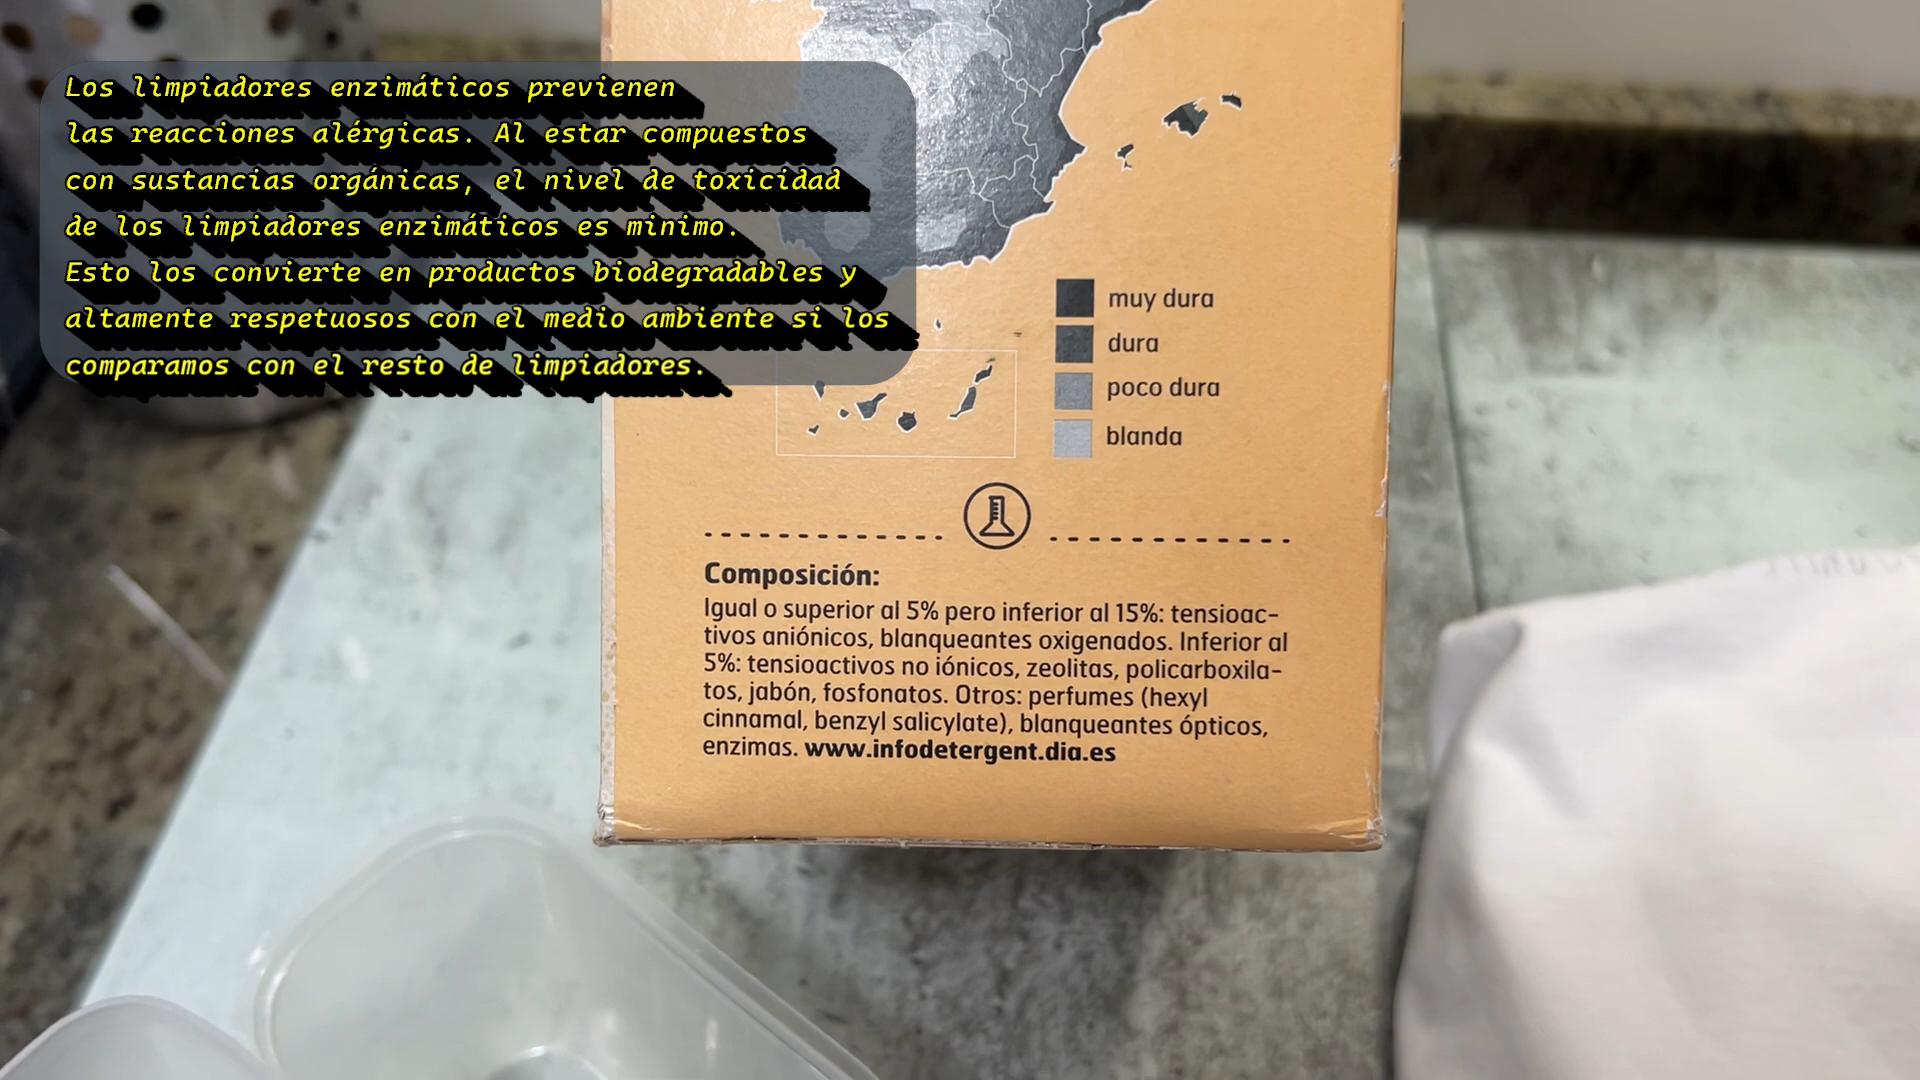 Los limpiadores enzimáticos previenen
las reacciones alérgicas. Al estar compuestos
con sustancias orgánicas, el nivel de toxicidad
de los limpiadores enzimáticos es minimo.
Esto los convierte en productos biodegradables y
altamente respetuosos con el medio ambiente si los
comparamos con el resto de limpiadores.
muy dura
dura
poco dura
blanda
Composición:
Igual o superior al 5% pero inferior al 15%: tensioac-
tivos aniónicos, blanqueantes oxigenados. Inferior al
5%: tensioactivos no iónicos, zeolitas, policarboxila-
tos, jabón, fosfonatos. Otros: perfumes (hexyl
cinnamal, benzyl salicylate), blanqueantes ópticos,
enzimas. www.infodetergent.dia.es